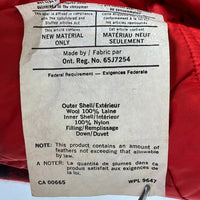 This article contains
NEW MATERIAL
ONLY
MATERIAU NEUF
SEULEMENT
Made by / Fabriqué par
Ont. Reg. No. 65J7254
Federal Requirement — Exigences Federale
Outer Shell/Extérieur
Wool 100% Laine
Inner Shell/Intérieur
100% Nylon
Filling/Remplissage
Down/Duvet
NOTE: This product contains an amount of
feathers not exceeding that allowable
by law.
A NOTER: La quantité de plumes dans ce
produit satisfait aux exigences
de la loi.
CA 00665
WPL 9647